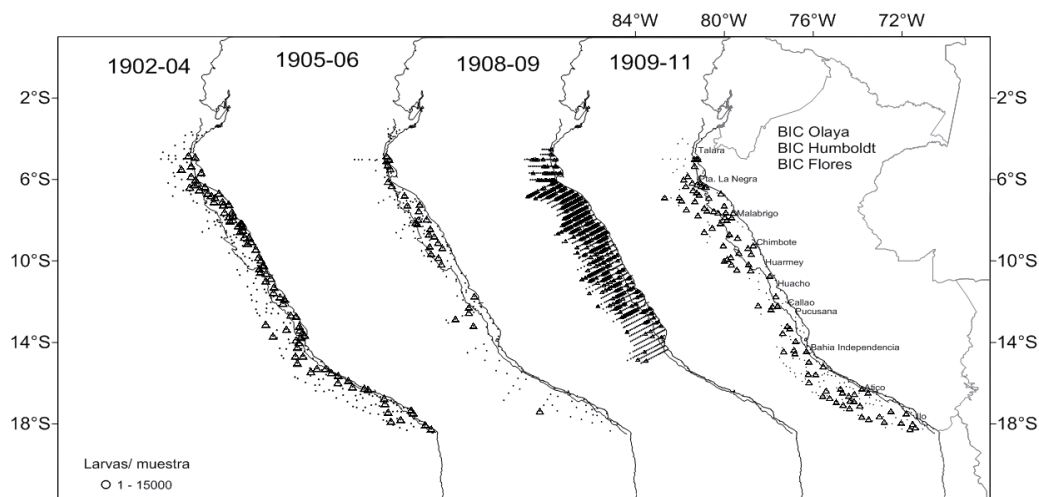 84°W 80°W 76°W 72°W
1902-04 1905-06 1908-09 1909-11
2°S 2°S
BIC Olaya
BIC Humboldt
BIC Flores
Talara
6°S Pta. La Negra 6°S
Malabrigo
Chimbote
10°S Huarmey 10°S
Huacho
Callao
Pucusana
14°S Bahia Independencia 14°S
Atico
18°S Ilo 18°S
Larvas/ muestra
1 - 15000